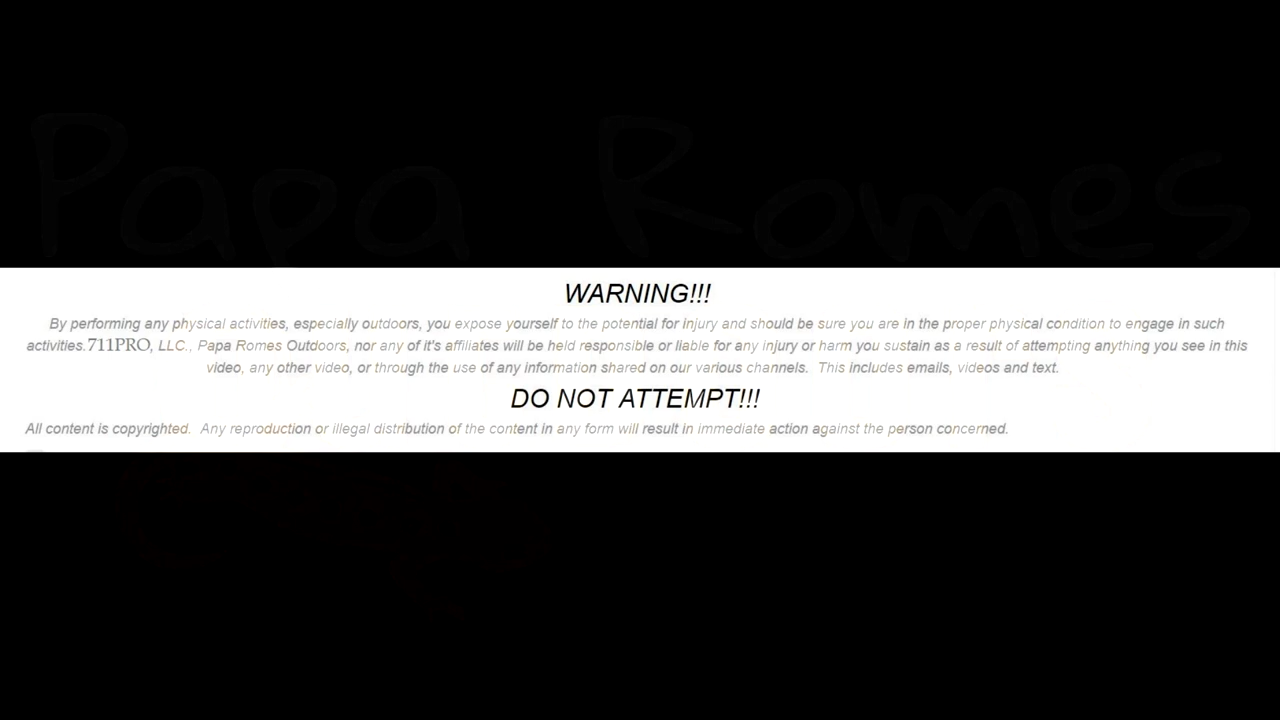 Papa Romes
WARNING!!!
By performing any physical activities, especially outdoors, you expose yourself to the potential for injury and should be sure you are in the proper physical condition to engage in such
activities.711PRO, LLC., Papa Romes Outdoors, nor any of it's affiliates will be held responsible or liable for any injury or harm you sustain as a result of attempting anything you see in this
video, any other video, or through the use of any information shared on our various channels.  This includes emails, videos and text.
DO NOT ATTEMPT!!!
All content is copyrighted.  Any reproduction or illegal distribution of the content in any form will result in immediate action against the person concerned.